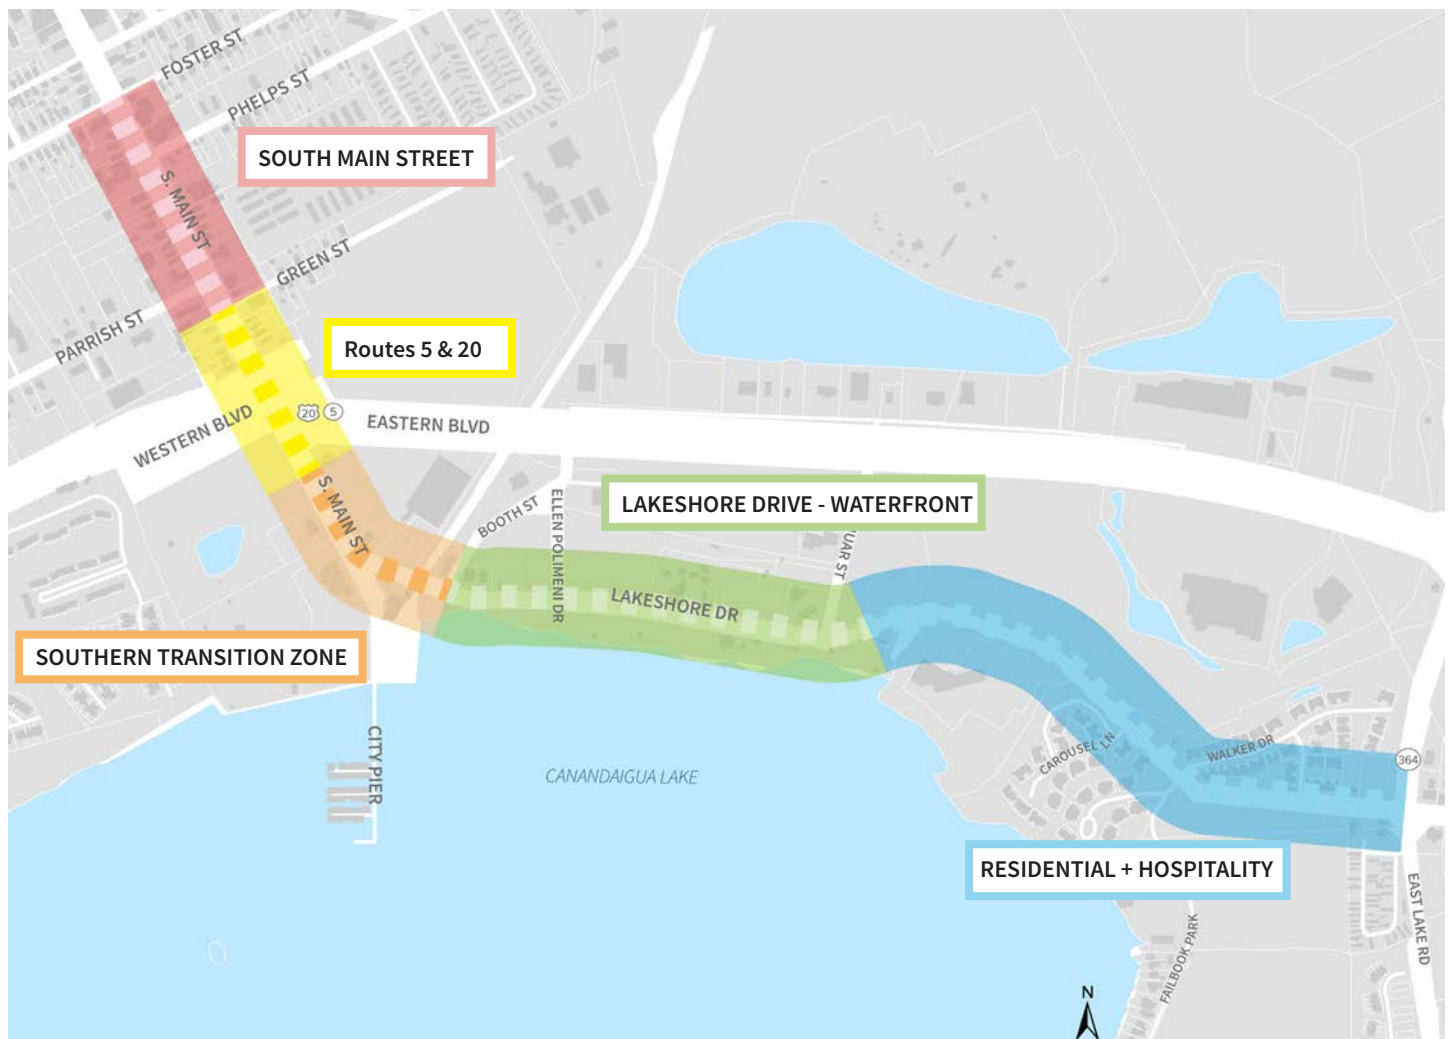 FOSTER ST
PHELPS ST
SOUTH MAIN STREET
S. MAIN ST
GREEN ST
PARRISH ST
Routes 5 & 20
20
5
EASTERN BLVD
WESTERN BLVD
S. MAIN ST
BOOTH ST
ELLEN POLIMENI DR
LAKESHORE DRIVE - WATERFRONT
UAR ST
LAKESHORE DR
SOUTHERN TRANSITION ZONE
CITY PIER
CANANDAIGUA LAKE
CAROUSEL LN
WALKER DR
364
RESIDENTIAL + HOSPITALITY
EAST LAKE RD
FAILBOOK PARK
N